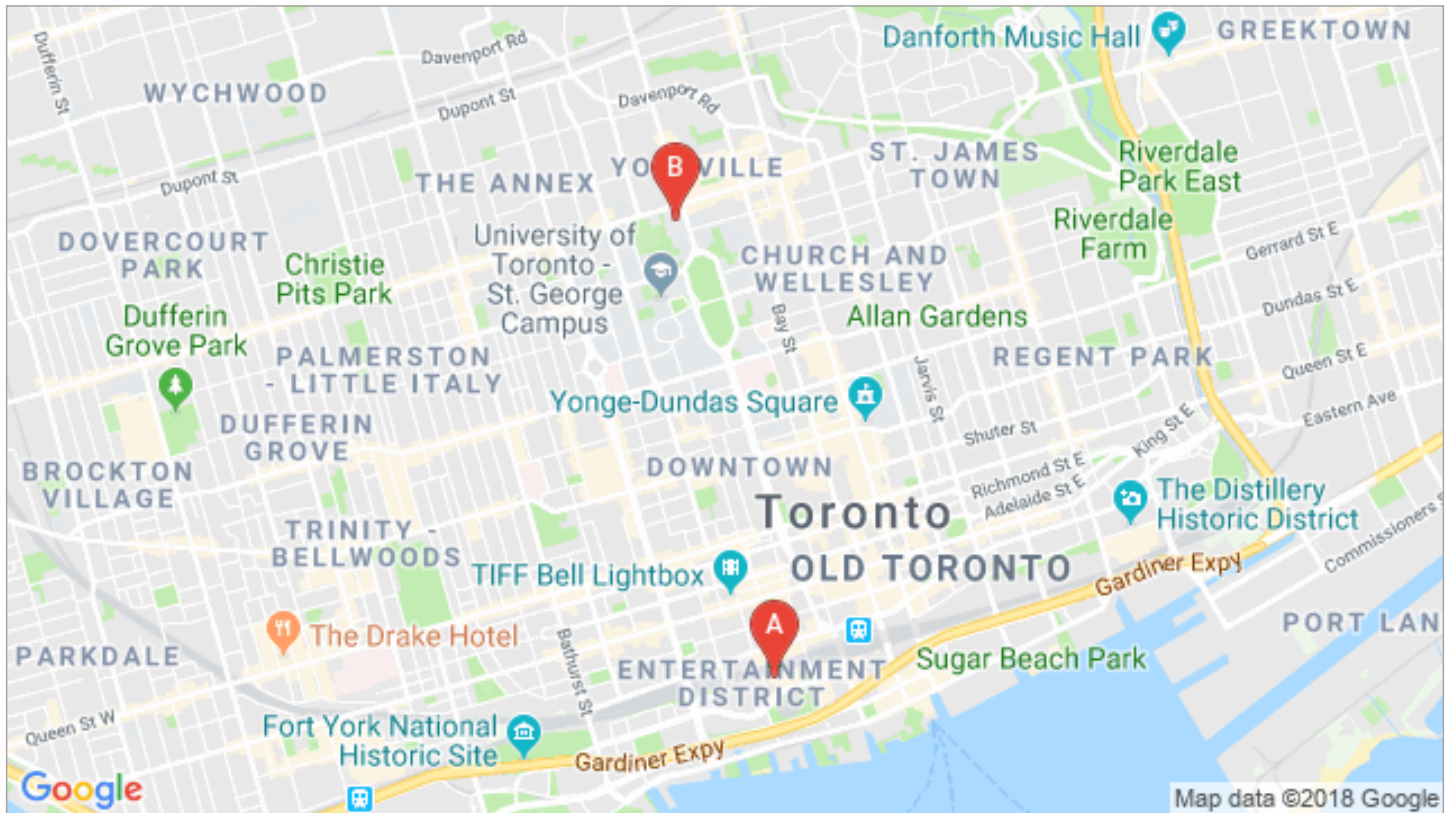 Danforth Music Hall
GREEKTOWN
Dufferin St
Davenport Rd
WYCHWOOD
Dupont St
Davenport Rd
B
ST. JAMES
TOWN
Riverdale
Park East
THE ANNEX
Dupont St
Riverdale
Farm
DOVERCOURT
PARK
University of
Toronto -
St. George
Campus
CHURCH AND
WELLESLEY
Gerrard St E
Christie
Pits Park
Dundas St E
Dufferin
Grove Park
Bay St
Allan Gardens
PALMERSTON
- LITTLE ITALY
REGENT PARK
Queen St E
Jarvis St
Yonge-Dundas Square
Eastern Ave
DUFFERIN
GROVE
Shuter St
King St E
BROCKTON
VILLAGE
DOWNTOWN
Richmond St E
Adelaide St E
The Distillery
Historic District
Toronto
TRINITY -
BELLWOODS
Commissioners S
TIFF Bell Lightbox
OLD TORONTO
Gardiner Expy
A
The Drake Hotel
PORT LAN
PARKDALE
Bathurst St
ENTERTAINMENT
DISTRICT
Sugar Beach Park
Queen St W
Fort York National
Historic Site
Gardiner Expy
Google
Map data ©2018 Google